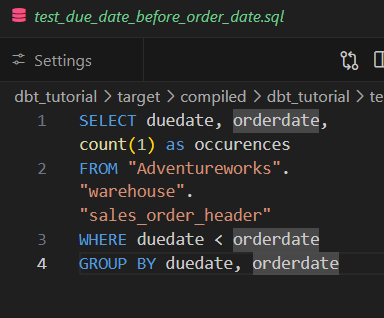 test_due_date_before_order_date.sql
Settings
dbt_tutorial > target > compiled > dbt_tutorial >
1 SELECT duedate, orderdate,
count(1) as occurences
2 FROM "Adventureworks".
"warehouse".
"sales_order_header"
3 WHERE duedate < orderdate
4 GROUP BY duedate, orderdate